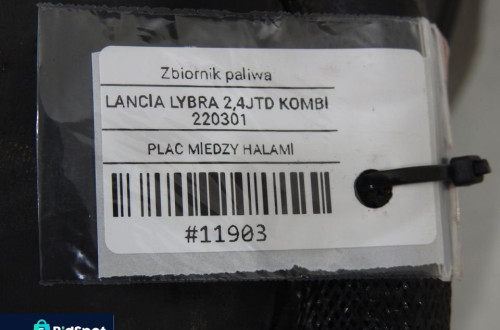 Zbiornik paliwa
LANCIA LYBRA 2,4JTD KOMBI
220301
PLAC MIEDZY HALAMI
#11903